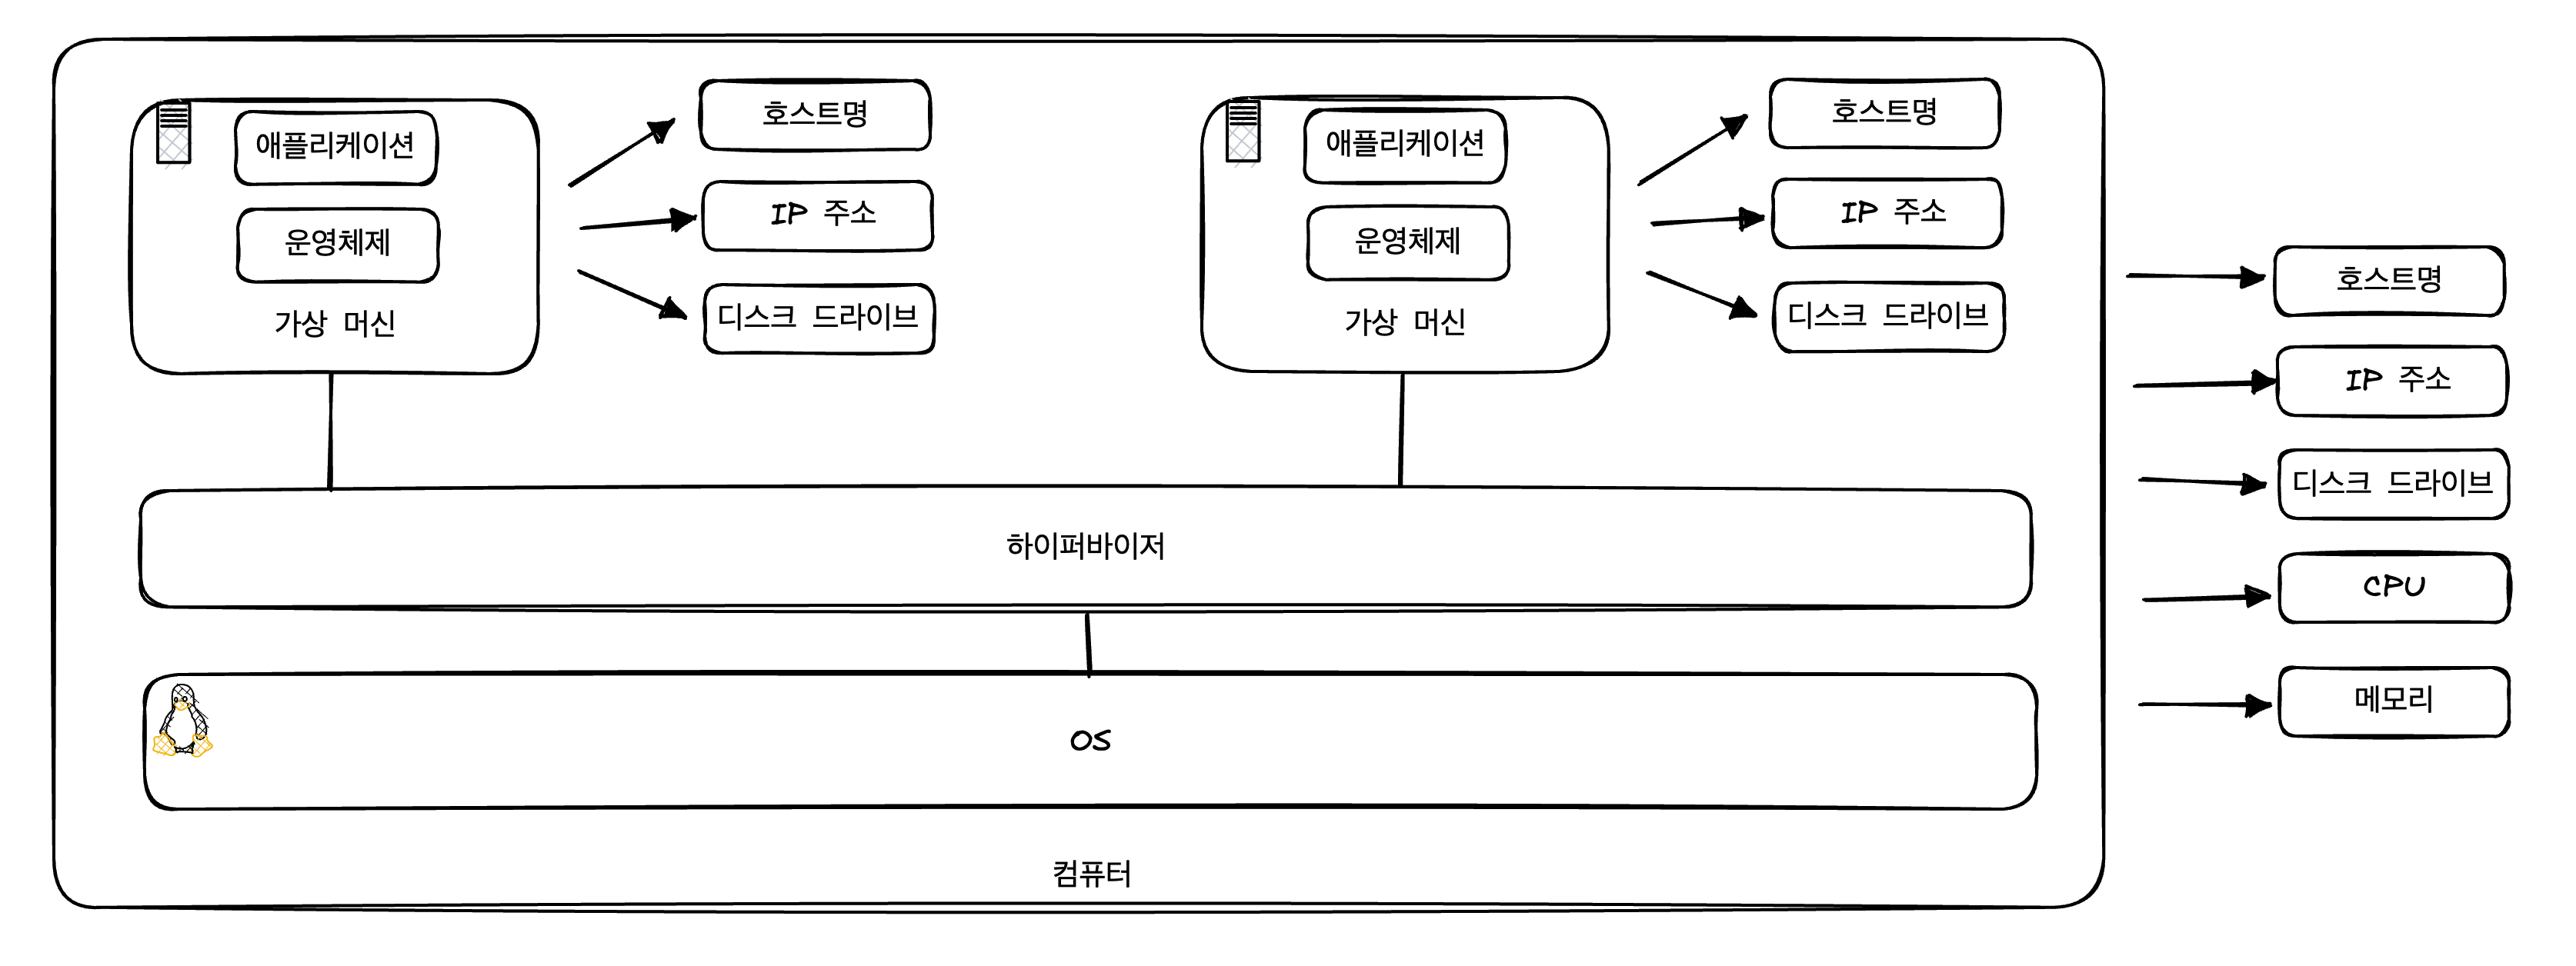 애플리케이션
운영체제
가상 머신
호스트명
IP 주소
디스크 드라이브
애플리케이션
운영체제
가상 머신
호스트명
IP 주소
디스크 드라이브
하이퍼바이저
OS
컴퓨터
호스트명
IP 주소
디스크 드라이브
CPU
메모리